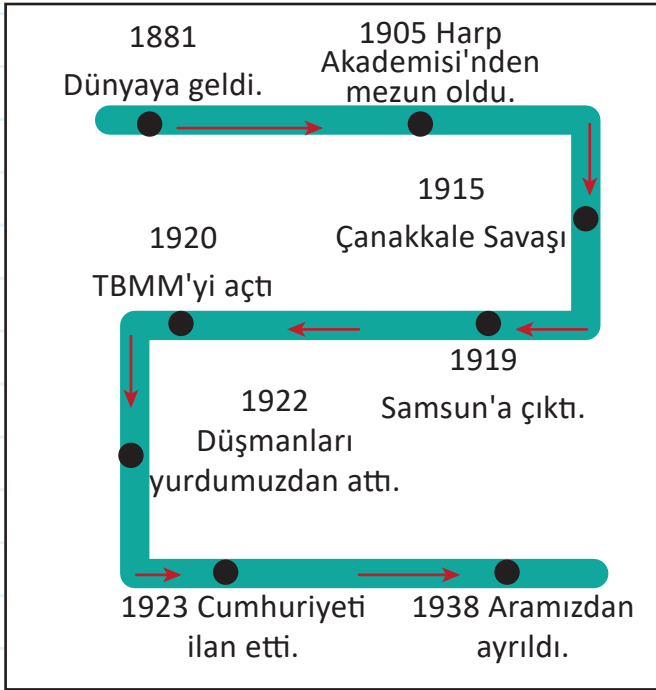 1881
Dünyaya geldi.
1905 Harp
Akademisi'nden
mezun oldu.
1915
Çanakkale Savaşı
1919
Samsun'a çıktı.
1920
TBMM'yi açtı
1922
Düşmanları
yurdumuzdan attı.
1923 Cumhuriyeti
ilan etti.
1938 Aramızdan
ayrıldı.